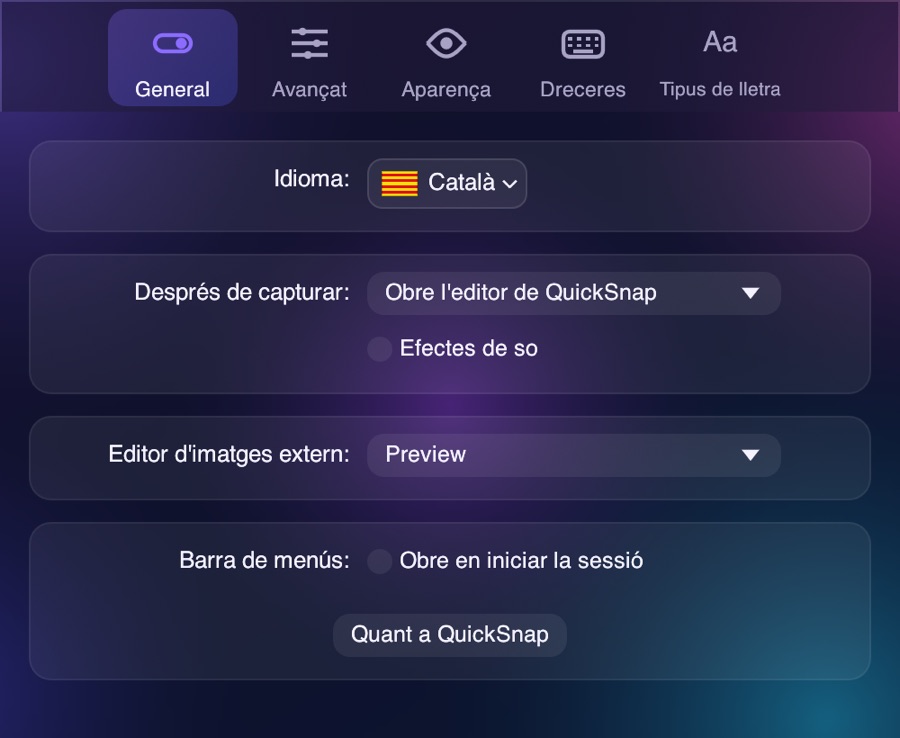 General
Avançat
Aparença
Dreceres
Aa
Tipus de lletra
Idioma:
Català
Després de capturar:
Obre l'editor de QuickSnap
Efectes de so
Editor d'imatges extern:
Preview
Barra de menús:
Obre en iniciar la sessió
Quant a QuickSnap